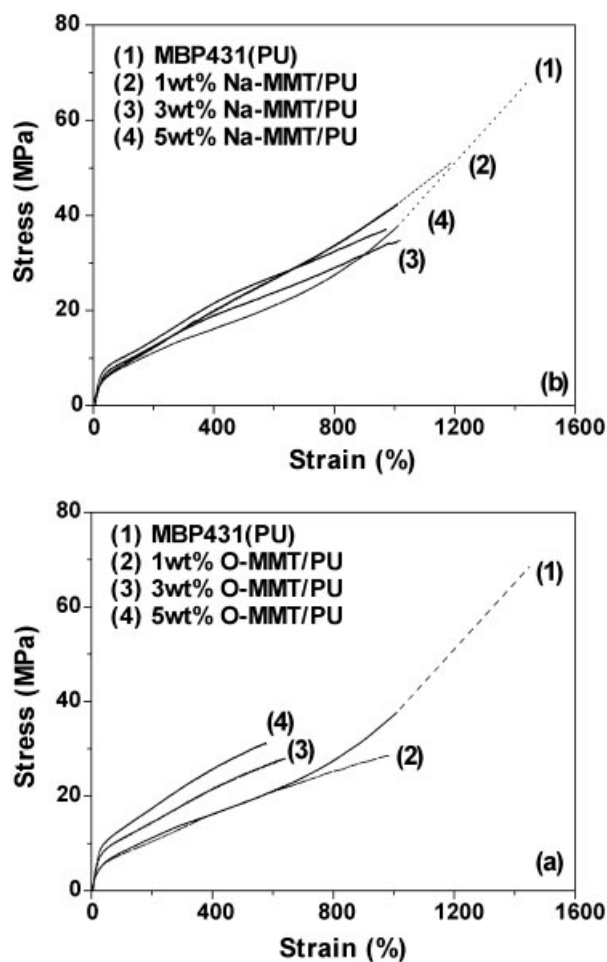 80
60
40
20
0
Stress (MPa)
(1) MBP431(PU)
(2) 1wt% Na-MMT/PU
(3) 3wt% Na-MMT/PU
(4) 5wt% Na-MMT/PU
(1)
(2)
(4)
(3)
(b)
0 400 800 1200 1600
Strain (%)
80
60
40
20
0
Stress (MPa)
(1) MBP431(PU)
(2) 1wt% O-MMT/PU
(3) 3wt% O-MMT/PU
(4) 5wt% O-MMT/PU
(1)
(4)
(3)
(2)
(a)
0 400 800 1200 1600
Strain (%)